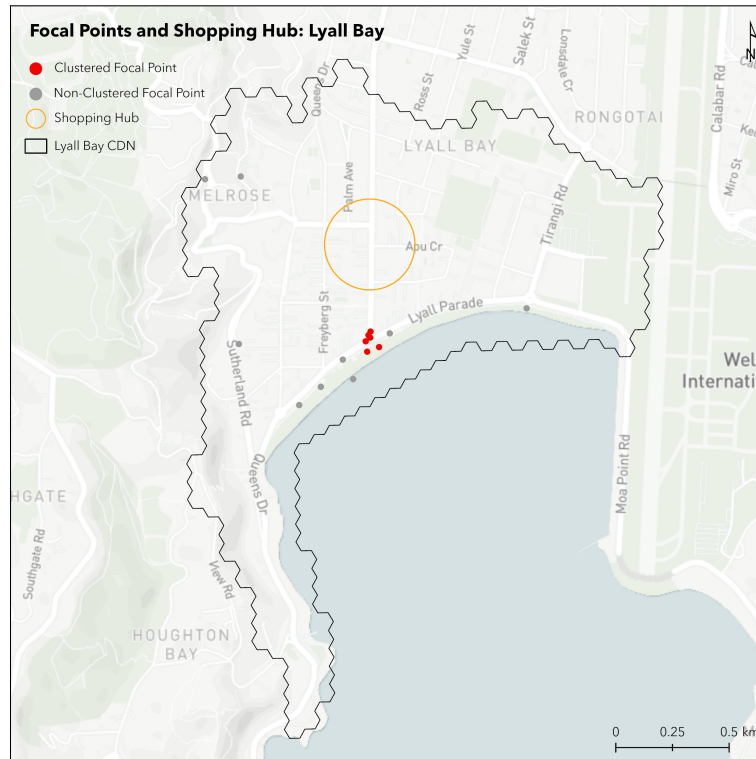 Focal Points and Shopping Hub: Lyall Bay
Clustered Focal Point
Non-Clustered Focal Point
Shopping Hub
Lyall Bay CDN
N
Queens Dr
Ross St
Yule St
Salek St
Lonsdale Cr
Calabar Rd
RONGOTAI
LYALL BAY
Miro St
MELROSE
Palm Ave
Tirangi Rd
Apu Cr
Lyall Parade
Freyberg St
Sutherland Rd
Wel
Internati
Queens Dr
Moa Point Rd
HGATE
Southgate Rd
View Rd
HOUGHTON
BAY
0 0.25 0.5 km